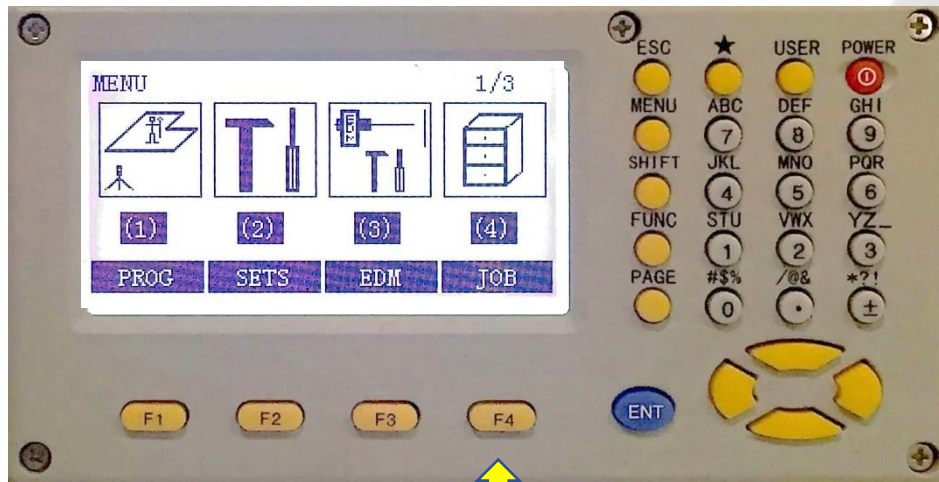 ESC ★ USER POWER
MENU 1/3
MENU ABC DEF GHI
7 8 9
EDM
SHIFT JKL MNO PQR
4 5 6
(1) (2) (3) (4)
FUNC STU VWX YZ_
1 2 3
PROG SETS EDM JOB
PAGE #$% /@& *?!
0 . ±
F1 F2 F3 F4
ENT